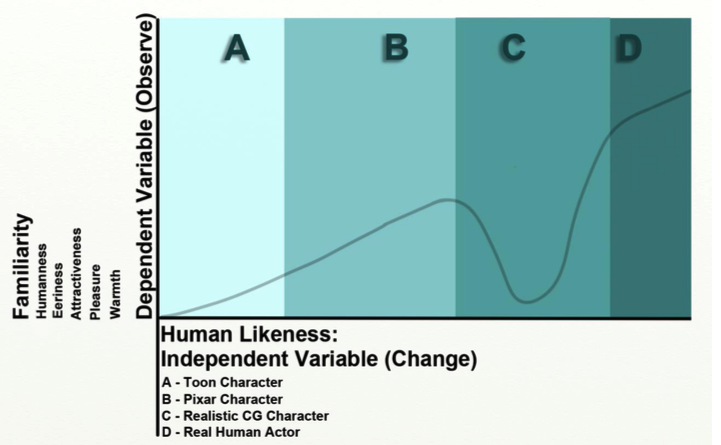 A
B
C
D
Dependent Variable (Observe)
Familiarity
Humanness
Eeriness
Attractiveness
Pleasure
Warmth
Human Likeness:
Independent Variable (Change)
A - Toon Character
B - Pixar Character
C - Realistic CG Character
D - Real Human Actor